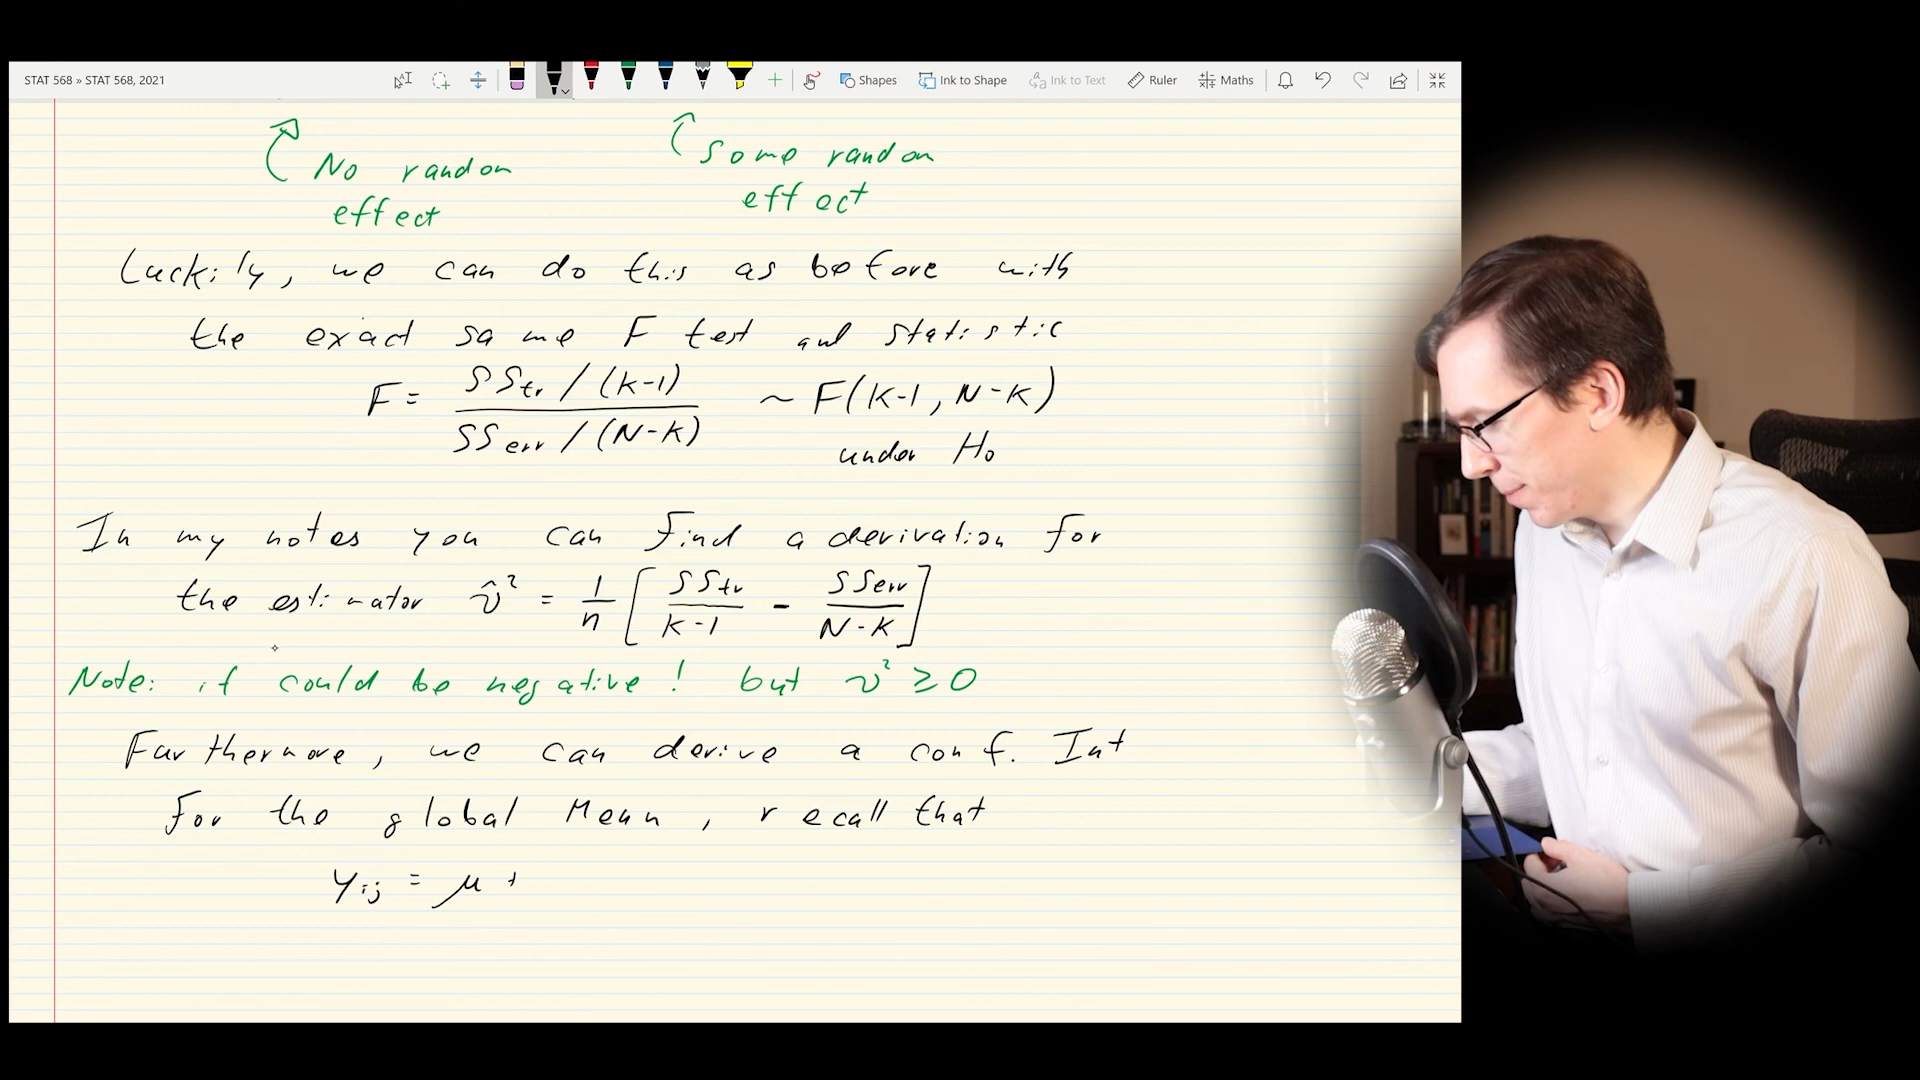 STAT 568 » STAT 568, 2021
Shapes Ink to Shape Ink to Text Ruler Maths
No random
effect
Some random
effect
Luckily, we can do this as before with
the exact same F test and statistic
F = SStr / (k-1) / SSerr / (N-k) ~ F(k-1, N-k)
under H0
In my notes you can find a derivation for
the estimator ν̂² = 1/n [ SStr/k-1 - SSerr/N-k ]
Note: it could be negative! but ν² ≥ 0
Furthermore, we can derive a conf. Int
For the global Mean, recall that
Yij = μ +